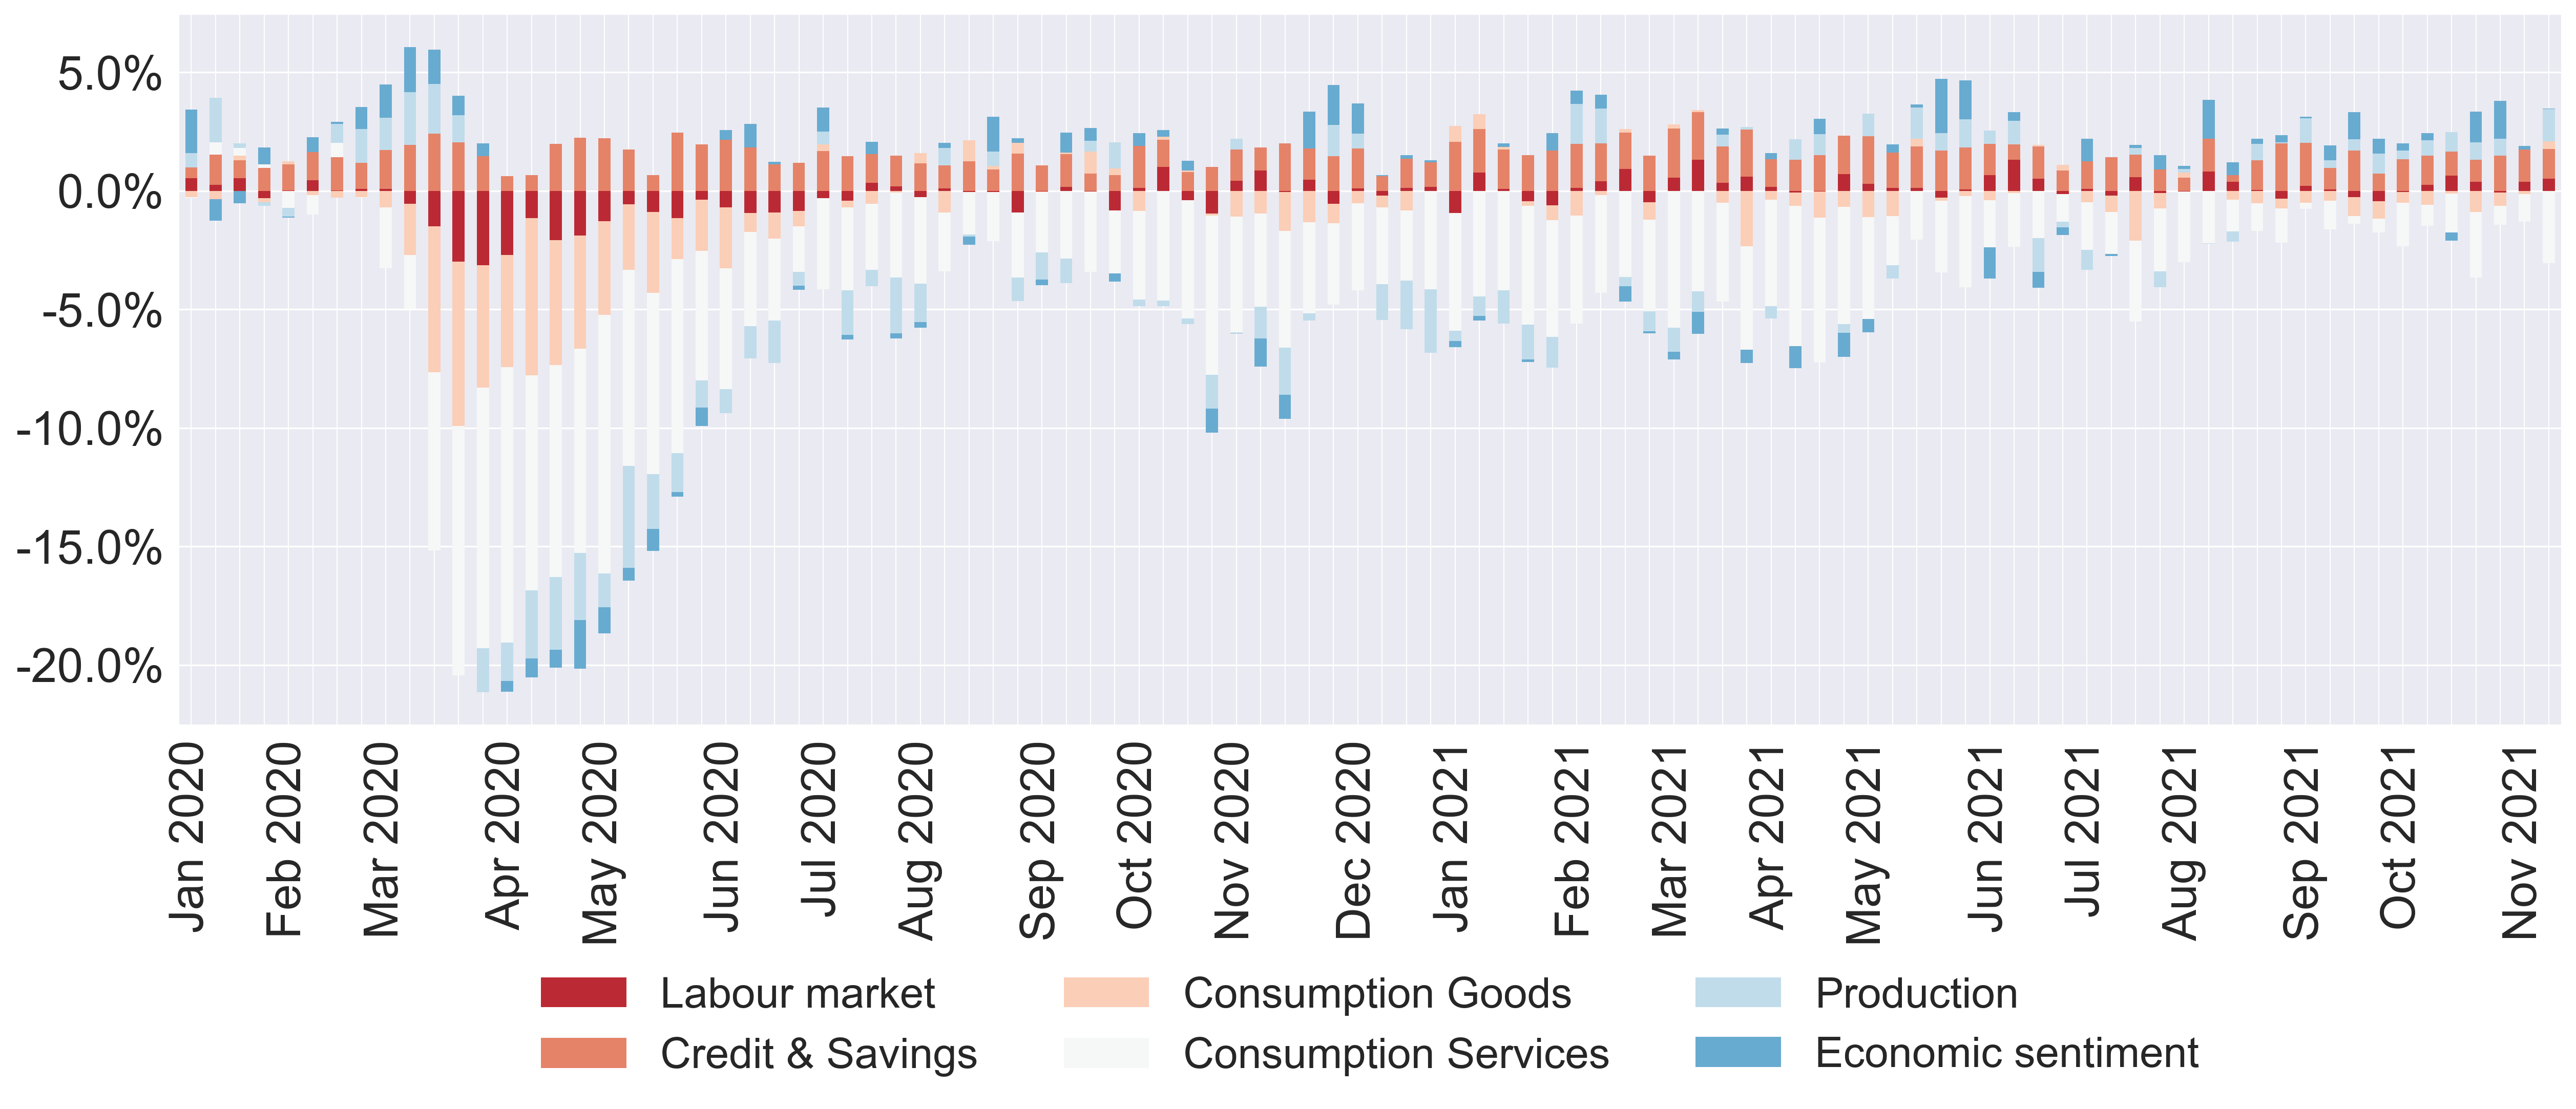 5.0%
0.0%
-5.0%
-10.0%
-15.0%
-20.0%
Jan 2020
Feb 2020
Mar 2020
Apr 2020
May 2020
Jun 2020
Jul 2020
Aug 2020
Sep 2020
Oct 2020
Nov 2020
Dec 2020
Jan 2021
Feb 2021
Mar 2021
Apr 2021
May 2021
Jun 2021
Jul 2021
Aug 2021
Sep 2021
Oct 2021
Nov 2021
Labour market
Credit & Savings
Consumption Goods
Consumption Services
Production
Economic sentiment